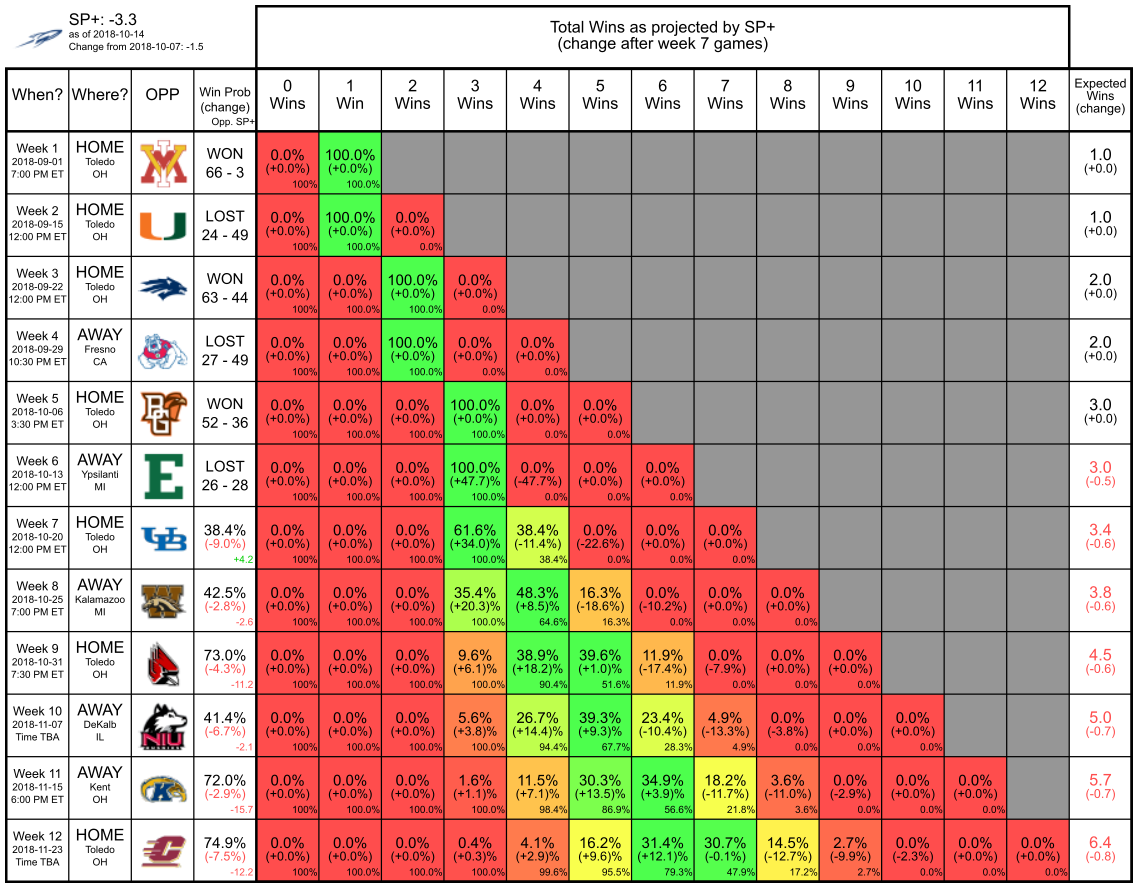 SP+: -3.3
as of 2018-10-14
Change from 2018-10-07: -1.5
Total Wins as projected by SP+
(change after week 7 games)
When? Where? OPP Win Prob (change) Opp. SP+ 0 Wins 1 Win 2 Wins 3 Wins 4 Wins 5 Wins 6 Wins 7 Wins 8 Wins 9 Wins 10 Wins 11 Wins 12 Wins Expected Wins (change)
Week 1 HOME WON 0.0% 100.0% 1.0
2018-09-01 Toledo VM 66 - 3 (+0.0%) (+0.0%) (+0.0)
7:00 PM ET OH 100% 100.0%
Week 2 HOME LOST 0.0% 100.0% 0.0% 1.0
2018-09-15 Toledo U 24 - 49 (+0.0%) (+0.0%) (+0.0%) (+0.0)
12:00 PM ET OH 100% 100.0% 0.0%
Week 3 HOME WON 0.0% 0.0% 100.0% 0.0% 2.0
2018-09-22 Toledo 63 - 44 (+0.0%) (+0.0%) (+0.0%) (+0.0%) (+0.0)
12:00 PM ET OH 100% 100.0% 100.0% 0.0%
Week 4 AWAY LOST 0.0% 0.0% 100.0% 0.0% 0.0% 2.0
2018-09-29 Fresno 27 - 49 (+0.0%) (+0.0%) (+0.0%) (+0.0%) (+0.0%) (+0.0)
10:30 PM ET CA 100% 100.0% 100.0% 0.0% 0.0%
Week 5 HOME WON 0.0% 0.0% 0.0% 100.0% 0.0% 0.0% 3.0
2018-10-06 Toledo BG 52 - 36 (+0.0%) (+0.0%) (+0.0%) (+0.0%) (+0.0%) (+0.0%) (+0.0)
3:30 PM ET OH 100% 100.0% 100.0% 100.0% 0.0% 0.0%
Week 6 AWAY LOST 0.0% 0.0% 0.0% 100.0% 0.0% 0.0% 0.0% 3.0
2018-10-13 Ypsilanti E 26 - 28 (+0.0%) (+0.0%) (+0.0%) (+47.7%) (-47.7%) (+0.0%) (+0.0%) (-0.5)
12:00 PM ET MI 100% 100.0% 100.0% 100.0% 0.0% 0.0% 0.0%
Week 7 HOME 38.4% 0.0% 0.0% 0.0% 61.6% 38.4% 0.0% 0.0% 0.0% 3.4
2018-10-20 Toledo UB (-9.0%) (+0.0%) (+0.0%) (+0.0%) (+34.0%) (-11.4%) (-22.6%) (+0.0%) (+0.0%) (-0.6)
12:00 PM ET OH +4.2 100% 100.0% 100.0% 100.0% 38.4% 0.0% 0.0% 0.0%
Week 8 AWAY 42.5% 0.0% 0.0% 0.0% 35.4% 48.3% 16.3% 0.0% 0.0% 0.0% 3.8
2018-10-25 Kalamazoo W (-2.8%) (+0.0%) (+0.0%) (+0.0%) (+20.3%) (+8.5%) (-18.6%) (-10.2%) (+0.0%) (+0.0%) (-0.6)
7:00 PM ET MI -2.6 100% 100.0% 100.0% 100.0% 64.6% 16.3% 0.0% 0.0% 0.0%
Week 9 HOME 73.0% 0.0% 0.0% 0.0% 9.6% 38.9% 39.6% 11.9% 0.0% 0.0% 0.0% 4.5
2018-10-31 Toledo (-4.3%) (+0.0%) (+0.0%) (+0.0%) (+6.1%) (+18.2%) (+1.0%) (-17.4%) (-7.9%) (+0.0%) (+0.0%) (-0.6)
7:30 PM ET OH -11.2 100% 100.0% 100.0% 100.0% 90.4% 51.6% 11.9% 0.0% 0.0% 0.0%
Week 10 AWAY 41.4% 0.0% 0.0% 0.0% 5.6% 26.7% 39.3% 23.4% 4.9% 0.0% 0.0% 0.0% 5.0
2018-11-07 DeKalb NIU (-6.7%) (+0.0%) (+0.0%) (+0.0%) (+3.8%) (+14.4%) (+9.3%) (-10.4%) (-13.3%) (-3.8%) (+0.0%) (+0.0%) (-0.7)
Time TBA IL -2.1 100% 100.0% 100.0% 100.0% 94.4% 67.7% 28.3% 4.9% 0.0% 0.0% 0.0%
Week 11 AWAY 72.0% 0.0% 0.0% 0.0% 1.6% 11.5% 30.3% 34.9% 18.2% 3.6% 0.0% 0.0% 0.0% 5.7
2018-11-15 Kent K (-2.9%) (+0.0%) (+0.0%) (+0.0%) (+1.1%) (+7.1%) (+13.5%) (+3.9%) (-11.7%) (-11.0%) (-2.9%) (+0.0%) (+0.0%) (-0.7)
6:00 PM ET OH -15.7 100% 100.0% 100.0% 100.0% 98.4% 86.9% 56.6% 21.8% 3.6% 0.0% 0.0% 0.0%
Week 12 HOME 74.9% 0.0% 0.0% 0.0% 0.4% 4.1% 16.2% 31.4% 30.7% 14.5% 2.7% 0.0% 0.0% 0.0% 6.4
2018-11-23 Toledo C (-7.5%) (+0.0%) (+0.0%) (+0.0%) (+0.3%) (+2.9%) (+9.6%) (+12.1%) (-0.1%) (-12.7%) (-9.9%) (-2.3%) (+0.0%) (+0.0%) (-0.8)
Time TBA OH -12.2 100% 100.0% 100.0% 100.0% 99.6% 95.5% 79.3% 47.9% 17.2% 2.7% 0.0% 0.0% 0.0%